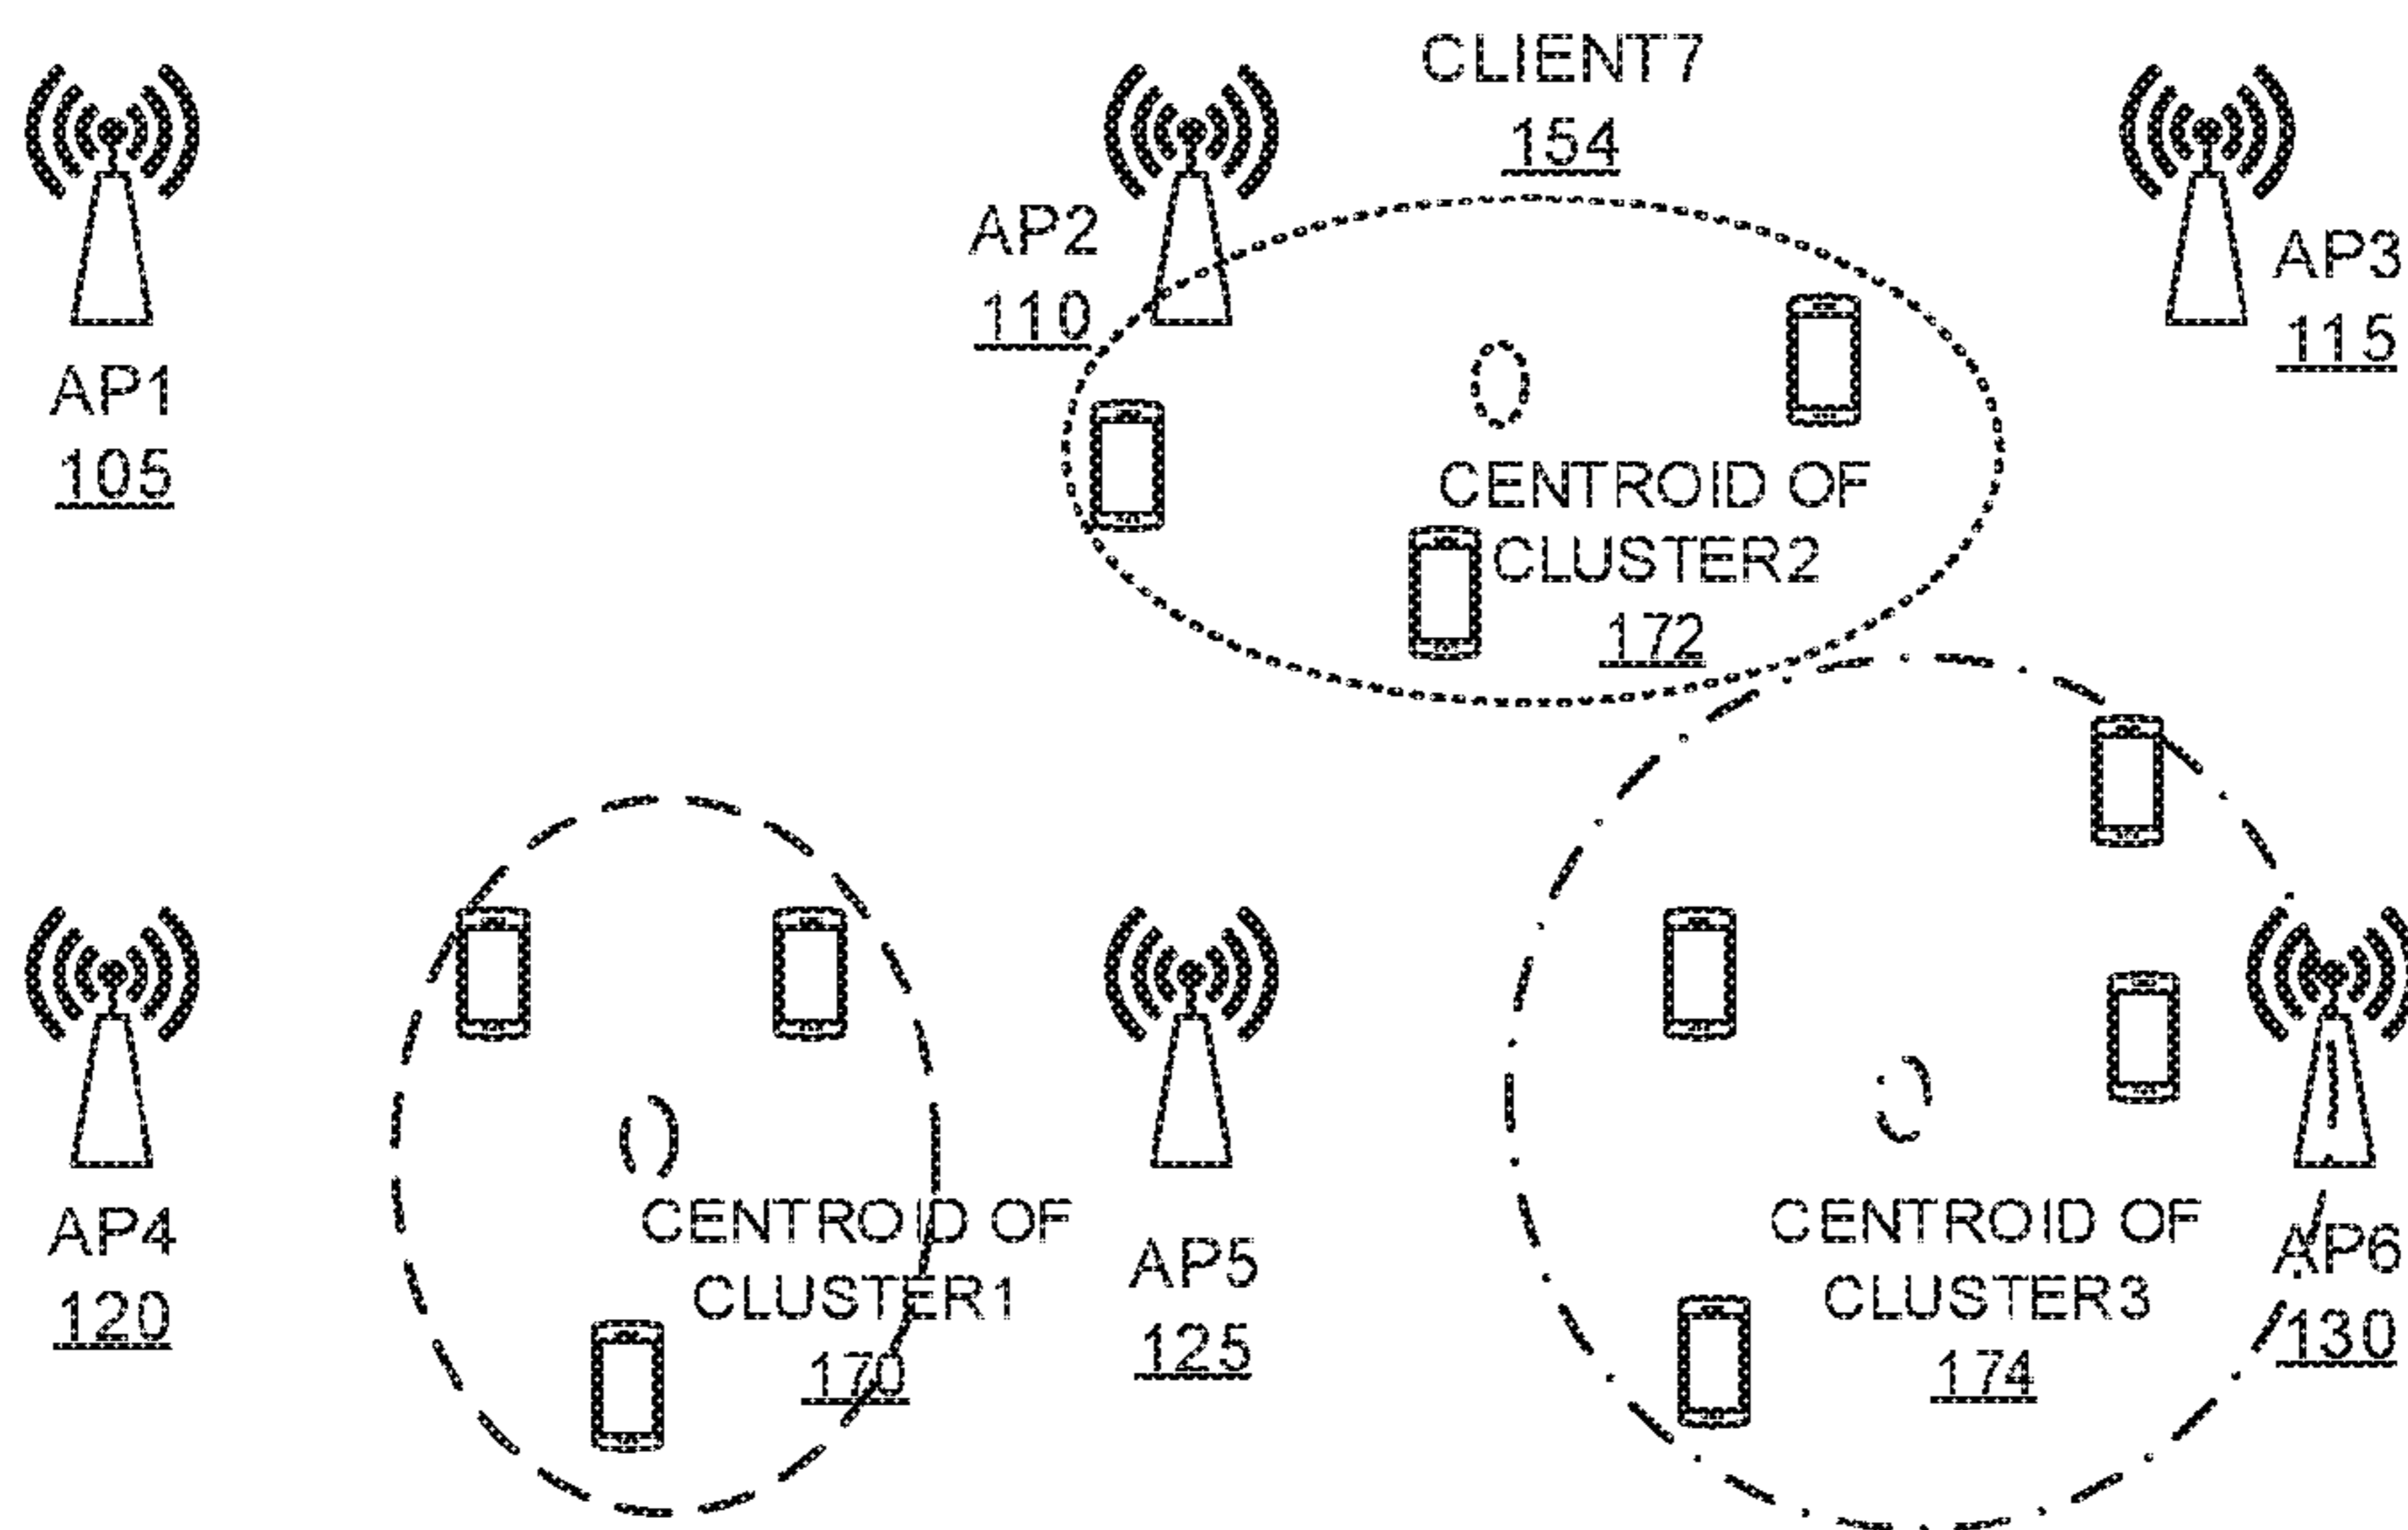 CLIENT7
154
AP2
110
AP3
115
AP1
105
CENTROID OF
CLUSTER2
172
AP4
120
CENTROID OF
CLUSTER1
170
AP5
125
CENTROID OF
CLUSTER3
174
AP6
130